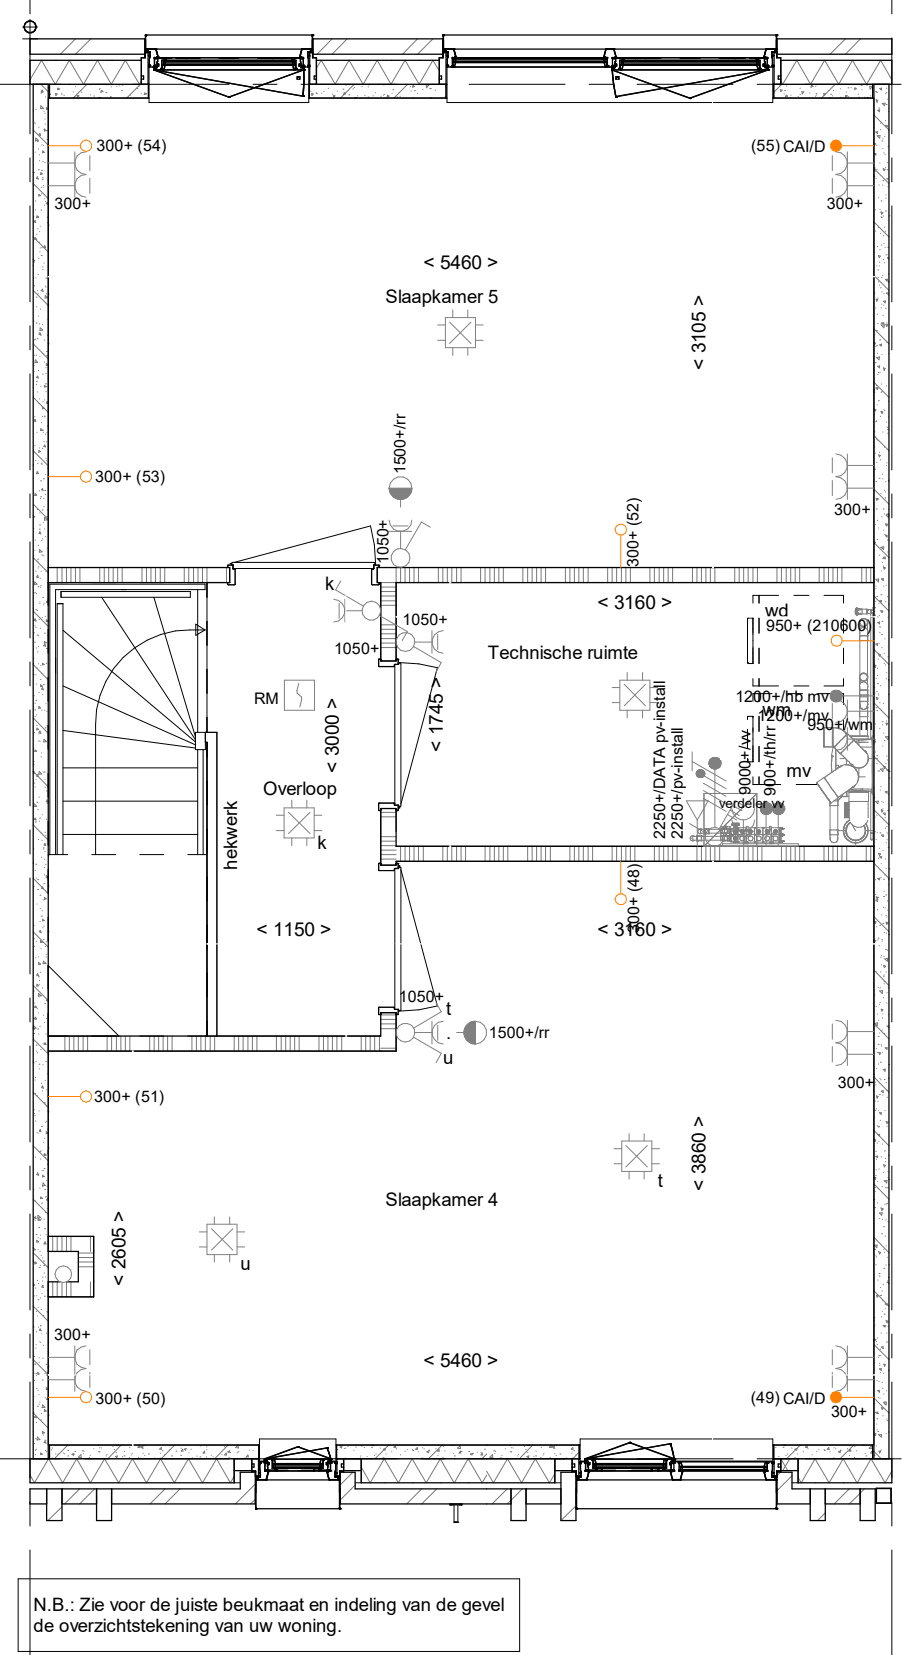 300+ (54)
(55) CAI/D
300+
300+
< 5460 >
Slaapkamer 5
< 3105 >
1500+/rr
300+ (53)
300+
300+ (52)
1050+
k
< 3160 >
wd
950+ (210600)
1050+
1050+
Technische ruimte
RM
< 3000 >
< 1745 >
2250+/DATA pv-install
2250+/pv-install
1200+/hb mv
wm
1200+/mv
950+/wm
9000+/vv
900+/th/rr
mv
verdeler vv
Overloop
k
hekwerk
300+ (48)
< 1150 >
< 3160 >
1050+
t
1500+/rr
u
300+
300+ (51)
< 3860 >
t
Slaapkamer 4
< 2605 >
u
300+
< 5460 >
300+ (50)
(49) CAI/D
300+
N.B.: Zie voor de juiste beukmaat en indeling van de gevel
de overzichtstekening van uw woning.